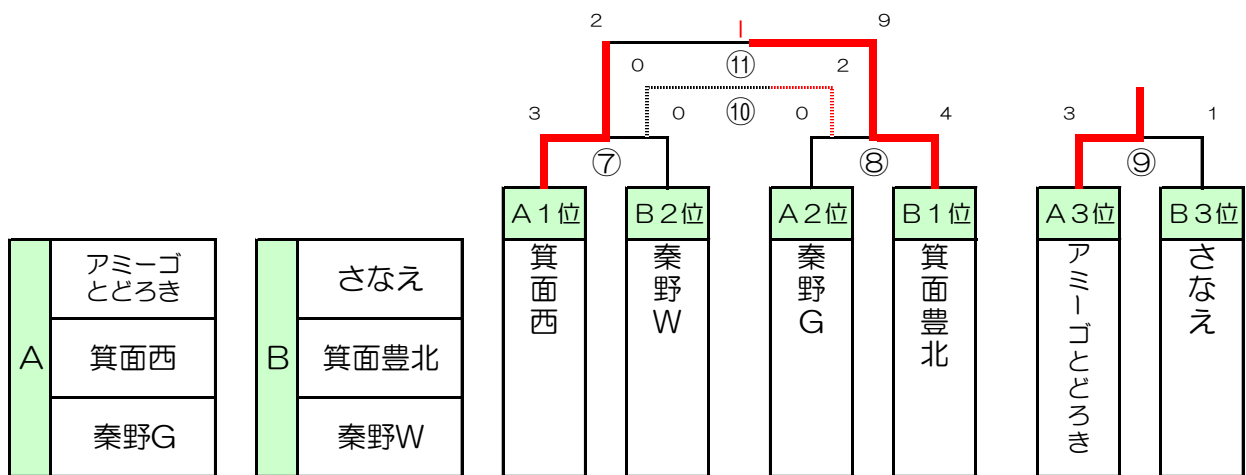 2 9
0 ⑪ 2
3 0 ⑩ 0 4 3 1
⑦ ⑧ ⑨
A1位 B2位 A2位 B1位 A3位 B3位
箕面西
秦野W
秦野G
箕面豊北
アミーゴとどろき
さなえ
A
アミーゴ
とどろき
箕面西
秦野G
B
さなえ
箕面豊北
秦野W